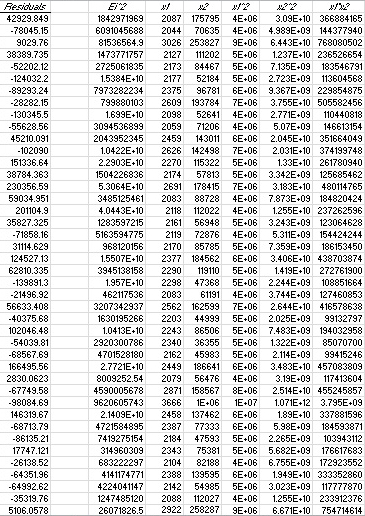 Residuals Ei^2 x1 x2 x1^2 x2^2 x1*x2
42929.849 1842971969 2087 175795 4E+06 3.09E+10 366884165
-78045.15 6091045688 2044 70635 4E+06 4.989E+09 144377940
9029.76 81536564.9 3026 253827 9E+06 6.443E+10 768080502
38389.735 1473771757 2127 111202 5E+06 1.237E+10 236526654
-52202.12 2725061835 2173 84467 5E+06 7.135E+09 183546791
-124032.2 1.5384E+10 2177 52184 5E+06 2.723E+09 113604568
-89293.24 7973282234 2375 96781 6E+06 9.367E+09 229854875
-28282.15 799880103 2609 193784 7E+06 3.755E+10 505582456
-130345.5 1.699E+10 2098 52641 4E+06 2.771E+09 110440818
-55628.56 3094536899 2059 71206 4E+06 5.07E+09 146613154
45210.091 2043952345 2459 143011 6E+06 2.045E+10 351664049
-102090 1.0422E+10 2626 142498 7E+06 2.031E+10 374199748
151336.64 2.2903E+10 2270 115322 5E+06 1.33E+10 261780940
38784.363 1504226836 2174 57813 5E+06 3.342E+09 125685462
230356.59 5.3064E+10 2691 178415 7E+06 3.183E+10 480114765
59034.951 3485125461 2083 88728 4E+06 7.873E+09 184820424
201104.9 4.0443E+10 2118 112022 4E+06 1.255E+10 237262596
35827.325 1283597215 2161 56948 5E+06 3.243E+09 123064628
-71858.16 5163594775 2119 72876 4E+06 5.311E+09 154424244
31114.629 968120156 2170 85785 5E+06 7.359E+09 186153450
124527.13 1.5507E+10 2377 184562 6E+06 3.406E+10 438703874
62810.335 3945138158 2290 119110 5E+06 1.419E+10 272761900
-139891.3 1.957E+10 2298 47368 5E+06 2.244E+09 108851664
-21496.92 462117536 2083 61191 4E+06 3.744E+09 127460853
56633.408 3207342937 2562 162599 7E+06 2.644E+10 416578638
-40375.68 1630195266 2203 44999 5E+06 2.025E+09 99132797
102046.48 1.0413E+10 2243 86506 5E+06 7.483E+09 194032958
-54039.81 2920300786 2340 36355 5E+06 1.322E+09 85070700
-68567.69 4701528180 2162 45983 5E+06 2.114E+09 99415246
166495.56 2.7721E+10 2449 186641 6E+06 3.483E+10 457083809
2830.0623 8009252.54 2079 56476 4E+06 3.19E+09 117413604
-67749.58 4590005678 2871 158567 8E+06 2.514E+10 455245857
-98084.69 9620605743 3666 1E+06 1E+07 1.071E+12 3.795E+09
146319.67 2.1409E+10 2458 137462 6E+06 1.89E+10 337881596
-68713.79 4721584895 2387 77333 6E+06 5.98E+09 184593871
-86135.21 7419275154 2184 47593 5E+06 2.265E+09 103943112
17747.121 314960309 2343 75381 5E+06 5.682E+09 176617683
-26138.52 683222297 2104 82188 4E+06 6.755E+09 172923552
-64351.96 4141174771 2388 139595 6E+06 1.949E+10 333352860
-64992.62 4224041147 2142 54985 5E+06 3.023E+09 117777870
-35319.76 1247485120 2088 112027 4E+06 1.255E+10 233912376
5106.0578 26071826.5 2922 258287 9E+06 6.671E+10 754714614